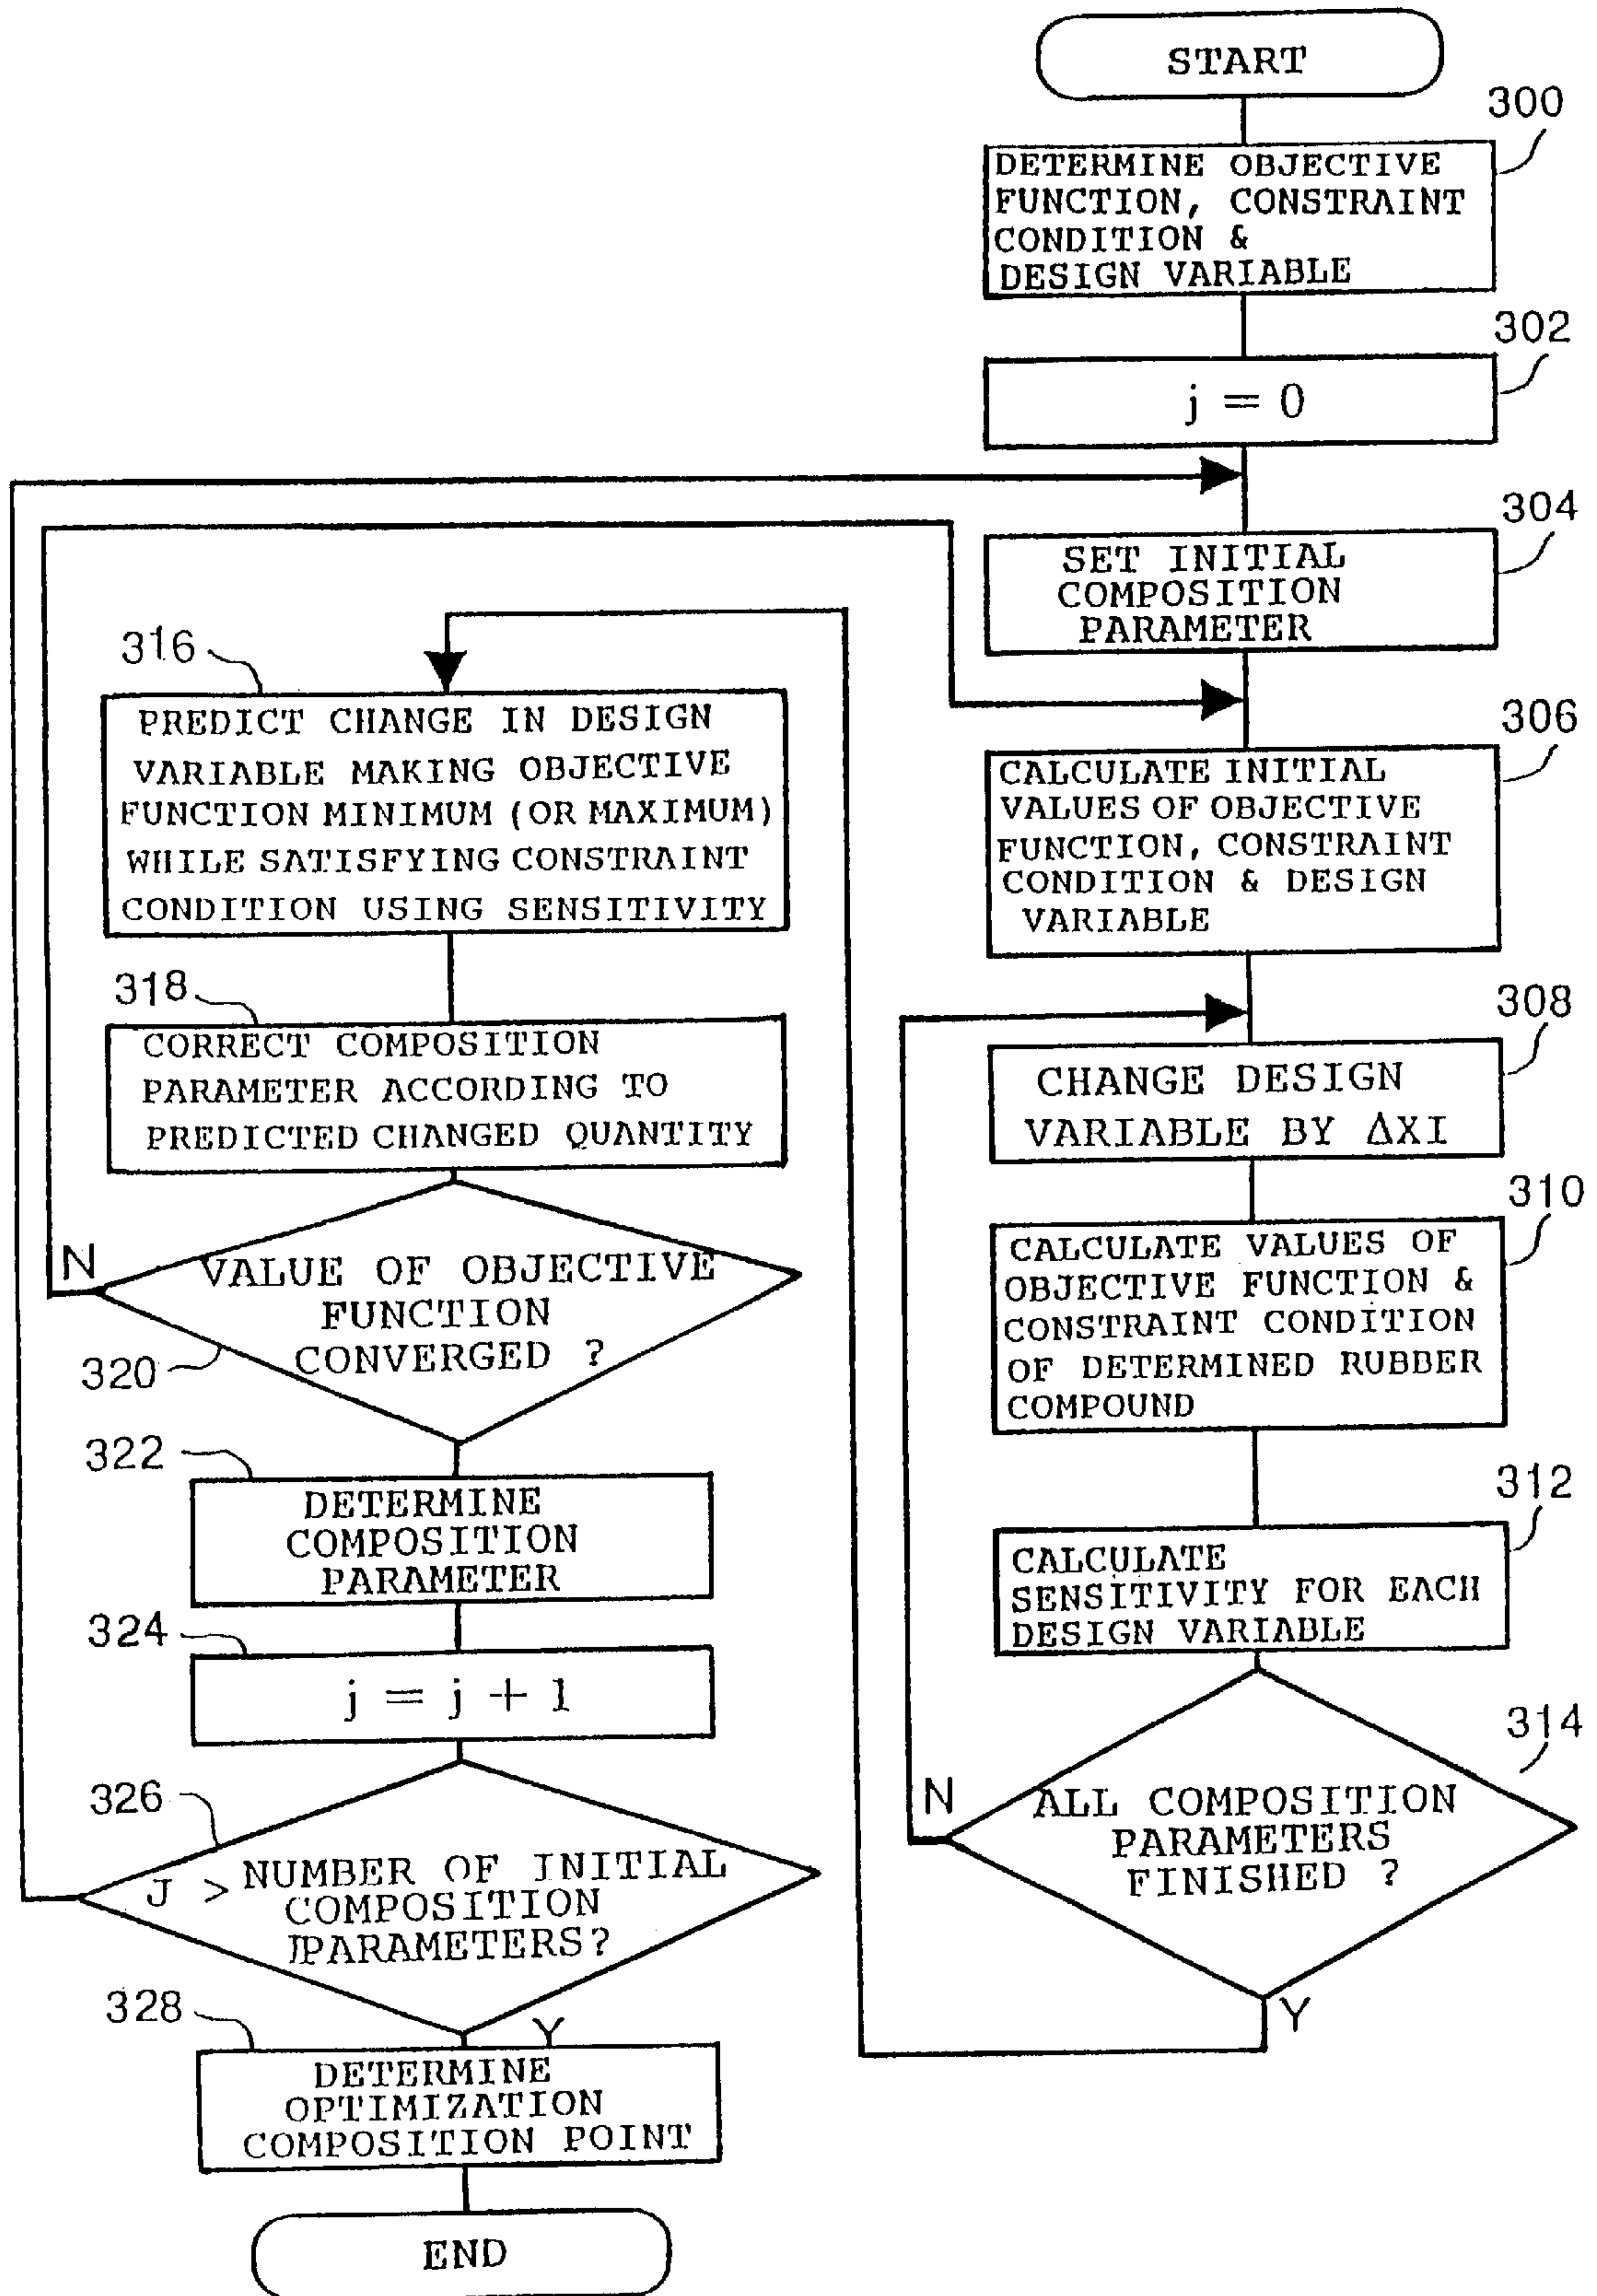 START
300
DETERMINE OBJECTIVE
FUNCTION, CONSTRAINT
CONDITION &
DESIGN VARIABLE
302
j = 0
304
SET INITIAL
COMPOSITION
PARAMETER
306
CALCULATE INITIAL
VALUES OF OBJECTIVE
FUNCTION, CONSTRAINT
CONDITION & DESIGN
VARIABLE
308
CHANGE DESIGN
VARIABLE BY ΔXI
310
CALCULATE VALUES OF
OBJECTIVE FUNCTION &
CONSTRAINT CONDITION
OF DETERMINED RUBBER
COMPOUND
312
CALCULATE
SENSITIVITY FOR EACH
DESIGN VARIABLE
314
N
ALL COMPOSITION
PARAMETERS
FINISHED ?
Y
316
PREDICT CHANGE IN DESIGN
VARIABLE MAKING OBJECTIVE
FUNCTION MINIMUM (OR MAXIMUM)
WHILE SATISFYING CONSTRAINT
CONDITION USING SENSITIVITY
318
CORRECT COMPOSITION
PARAMETER ACCORDING TO
PREDICTED CHANGED QUANTITY
N
VALUE OF OBJECTIVE
FUNCTION
CONVERGED ?
320
322
DETERMINE
COMPOSITION
PARAMETER
324
j = j + 1
326
J > NUMBER OF INITIAL
COMPOSITION
PARAMETERS?
Y
328
DETERMINE
OPTIMIZATION
COMPOSITION POINT
END